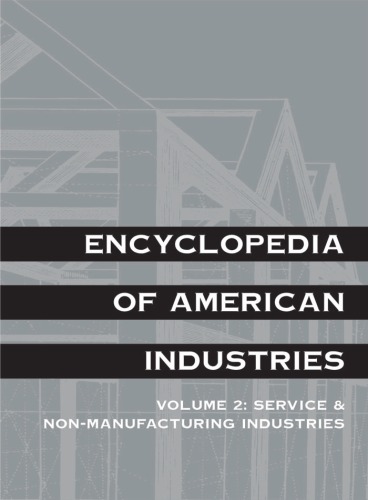 ENCYCLOPEDIA
OF AMERICAN
INDUSTRIES
VOLUME 2: SERVICE &
NON-MANUFACTURING INDUSTRIES